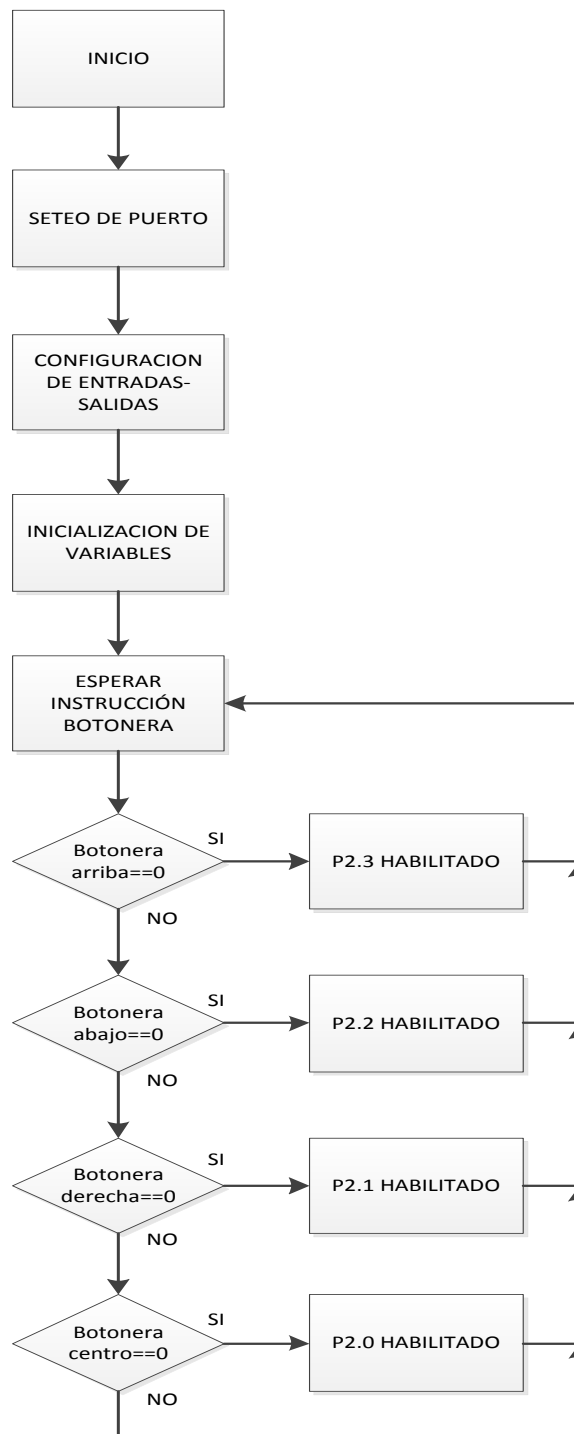 INICIO
SETEO DE PUERTO
CONFIGURACION
DE ENTRADAS-
SALIDAS
INICIALIZACION DE
VARIABLES
ESPERAR
INSTRUCCIÓN
BOTONERA
Botonera
arriba==0
SI
P2.3 HABILITADO
NO
Botonera
abajo==0
SI
P2.2 HABILITADO
NO
Botonera
derecha==0
SI
P2.1 HABILITADO
NO
Botonera
centro==0
SI
P2.0 HABILITADO
NO